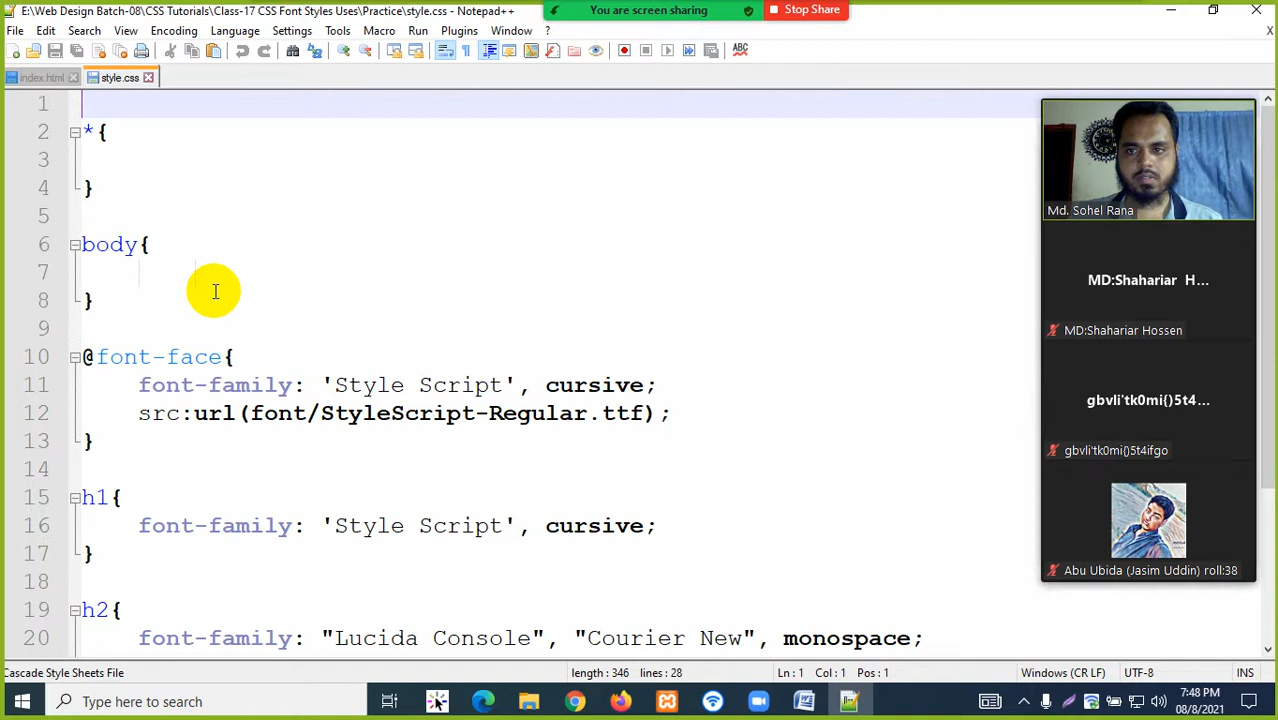 E:\Web Design Batch-08\CSS Tutorials\Class-17 CSS Font Styles Uses\Practice\style.css - Notepad++
You are screen sharing
Stop Share
File Edit Search View Encoding Language Settings Tools Macro Run Plugins Window ?
X
ABC
index.html style.css
1
2 *{
3
4 }
5
6 body{
7
8 }
9
10 @font-face{
11 font-family: 'Style Script', cursive;
12 src:url(font/StyleScript-Regular.ttf);
13 }
14
15 h1{
16 font-family: 'Style Script', cursive;
17 }
18
19 h2{
20 font-family: "Lucida Console", "Courier New", monospace;
Md. Sohel Rana
MD:Shahariar H...
MD:Shahariar Hossen
gbvli'tk0mi{}5t4...
gbvli'tk0mi{}5t4ifgo
Abu Ubida (Jasim Uddin) roll:38
Cascade Style Sheets File length : 346 lines : 28 Ln : 1 Col : 1 Pos : 1 Windows (CR LF) UTF-8 INS
Type here to search
7:48 PM
08/8/2021